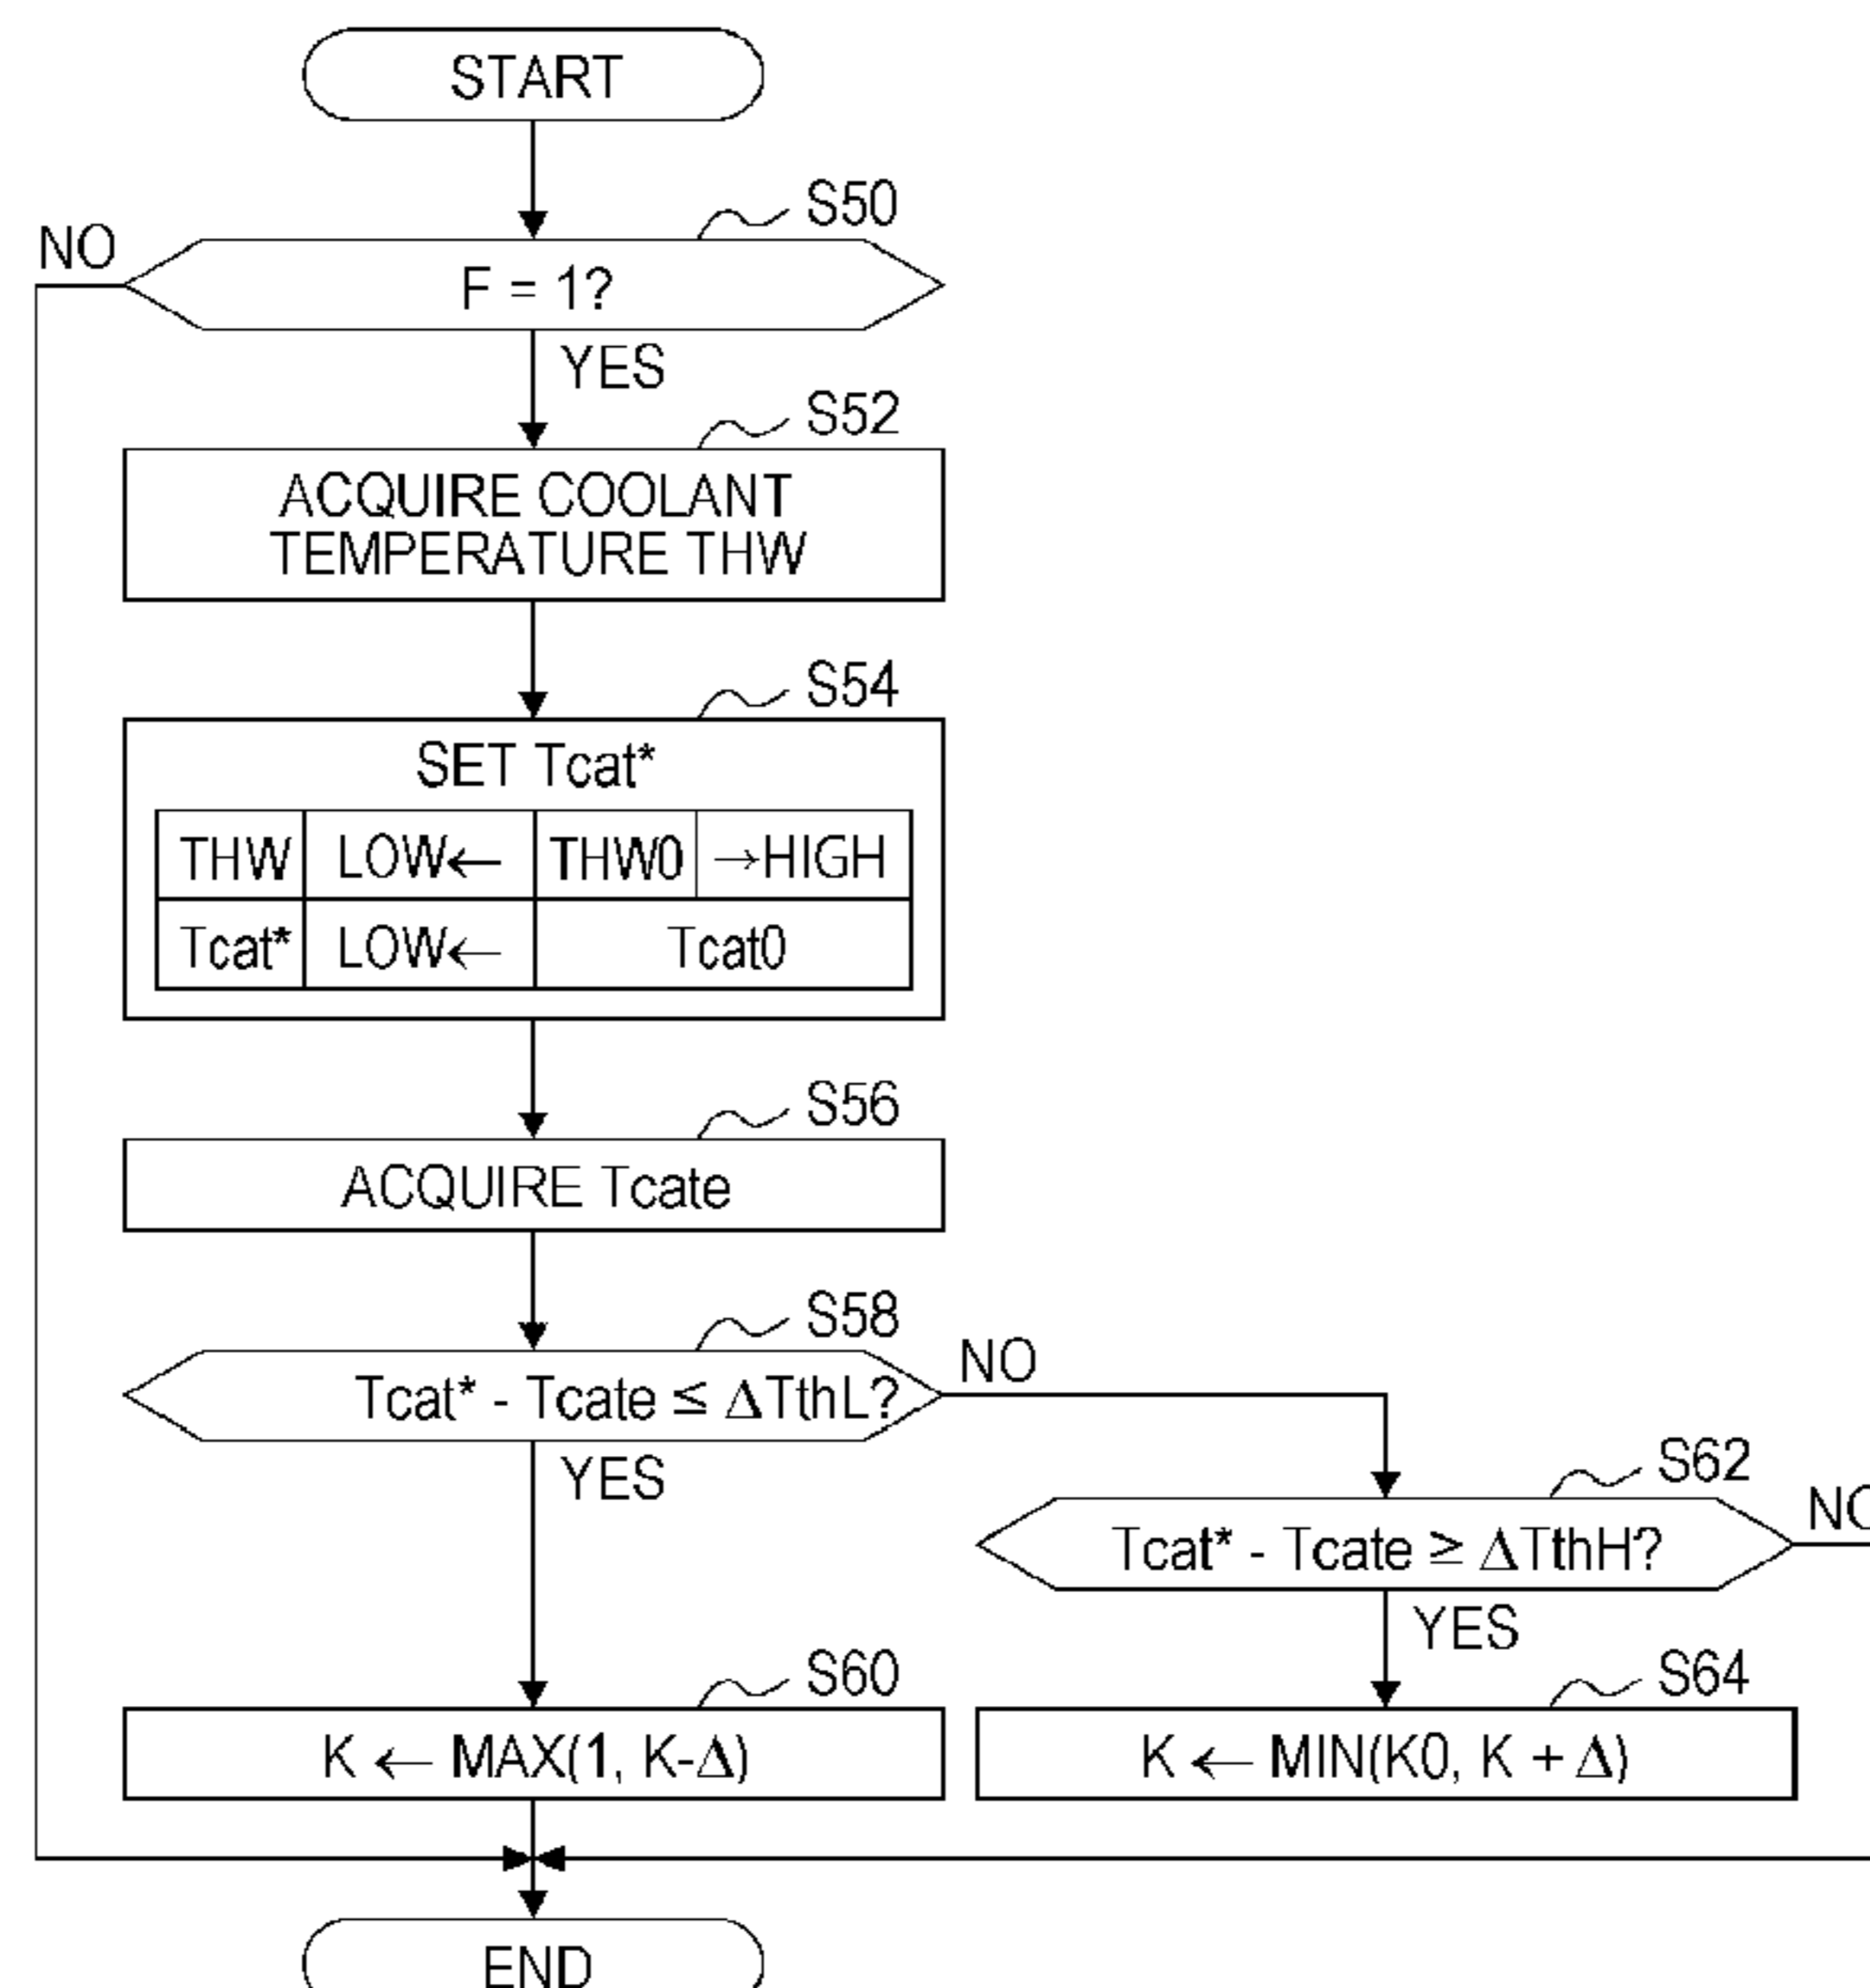 START
S50
NO
F = 1?
YES
S52
ACQUIRE COOLANT
TEMPERATURE THW
S54
SET Tcat*
THW LOW← THW0 →HIGH
Tcat* LOW← Tcat0
S56
ACQUIRE Tcate
S58
Tcat* - Tcate ≤ ΔTthL?
NO
YES
S62
Tcat* - Tcate ≥ ΔTthH?
NO
YES
S60
K ← MAX(1, K-Δ)
S64
K ← MIN(K0, K + Δ)
END